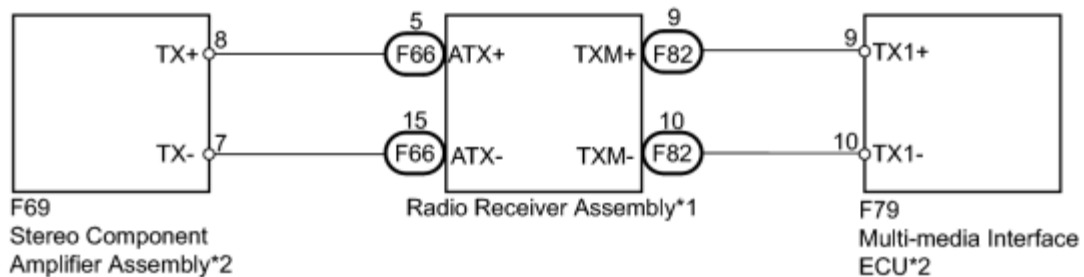 5
9
8
9
TX+
F66
ATX+
TXM+
F82
TX1+
15
10
7
10
TX-
F66
ATX-
TXM-
F82
TX1-
F69
Radio Receiver Assembly*1
F79
Stereo Component
Multi-media Interface
Amplifier Assembly*2
ECU*2